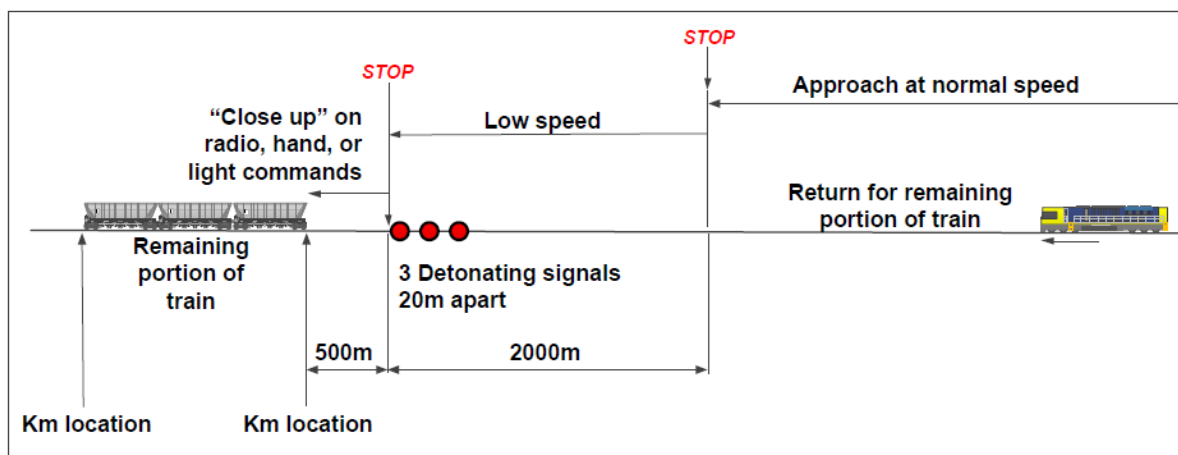 STOP
STOP
Approach at normal speed
“Close up” on
radio, hand, or
light commands
Low speed
Return for remaining
portion of train
Remaining
portion of
train
3 Detonating signals
20m apart
500m
2000m
Km location
Km location